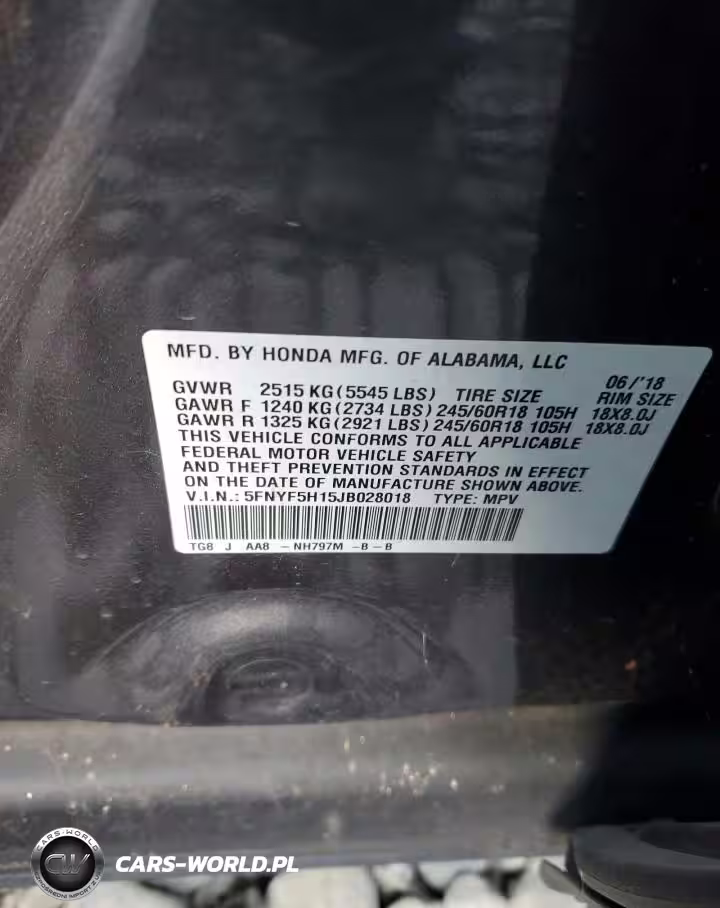 MFD. BY HONDA MFG. OF ALABAMA, LLC
06/'18
GVWR 2515 KG (5545 LBS) TIRE SIZE RIM SIZE
GAWR F 1240 KG (2734 LBS) 245/60R18 105H 18X8.0J
GAWR R 1325 KG (2921 LBS) 245/60R18 105H 18X8.0J
THIS VEHICLE CONFORMS TO ALL APPLICABLE
FEDERAL MOTOR VEHICLE SAFETY
AND THEFT PREVENTION STANDARDS IN EFFECT
ON THE DATE OF MANUFACTURE SHOWN ABOVE.
V.I.N.: 5FNYF5H15JB028018 TYPE: MPV
TG8 J AA8 - NH797M -B-B
CARS-WORLD
CW
CARS-WORLD.PL